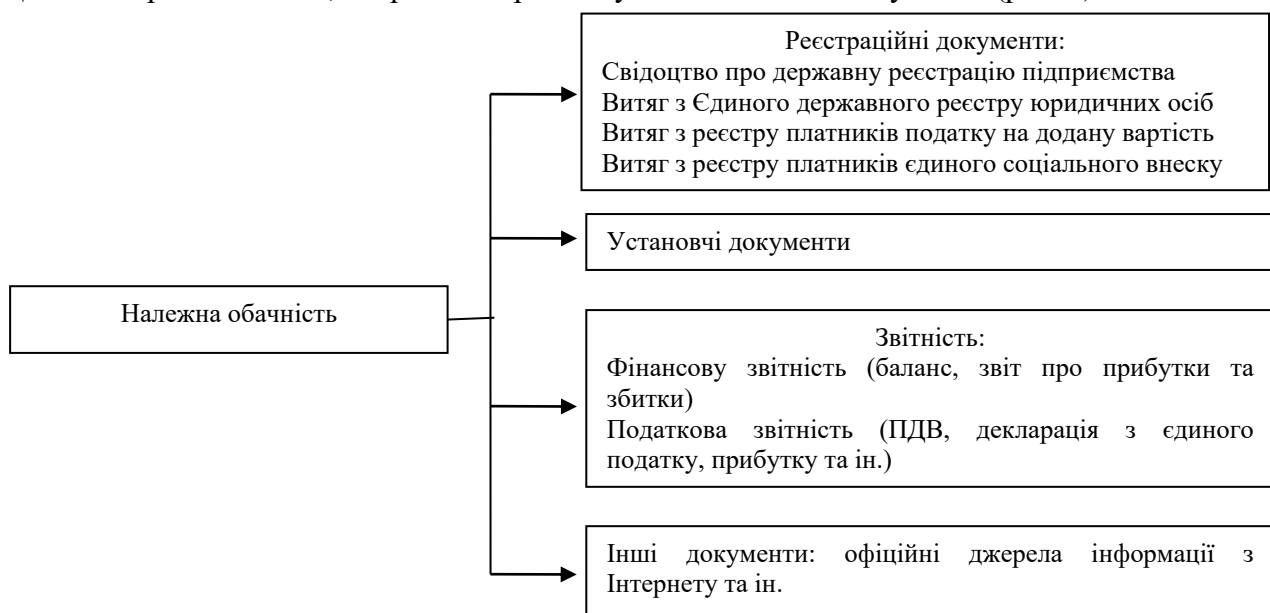 Реєстраційні документи:
Свідоцтво про державну реєстрацію підприємства
Витяг з Єдиного державного реєстру юридичних осіб
Витяг з реєстру платників податку на додану вартість
Витяг з реєстру платників єдиного соціального внеску
Установчі документи
Належна обачність
Звітність:
Фінансову звітність (баланс, звіт про прибутки та
збитки)
Податкова звітність (ПДВ, декларація з єдиного
податку, прибутку та ін.)
Інші документи: офіційні джерела інформації з
Інтернету та ін.